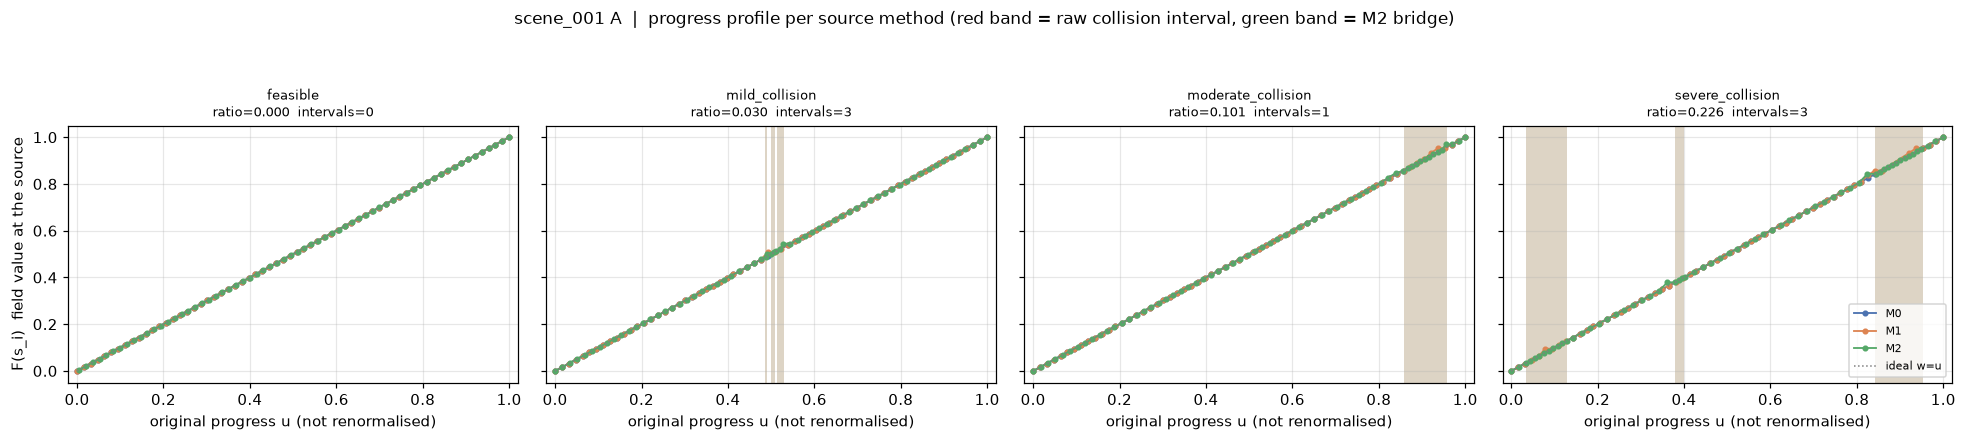 scene_001 A  |  progress profile per source method (red band = raw collision interval, green band = M2 bridge)
feasible
ratio=0.000  intervals=0
mild_collision
ratio=0.030  intervals=3
moderate_collision
ratio=0.101  intervals=1
severe_collision
ratio=0.226  intervals=3
F(s_i)  field value at the source
1.0
0.8
0.6
0.4
0.2
0.0
0.0 0.2 0.4 0.6 0.8 1.0
original progress u (not renormalised)
0.0 0.2 0.4 0.6 0.8 1.0
original progress u (not renormalised)
0.0 0.2 0.4 0.6 0.8 1.0
original progress u (not renormalised)
M0
M1
M2
ideal w=u
0.0 0.2 0.4 0.6 0.8 1.0
original progress u (not renormalised)